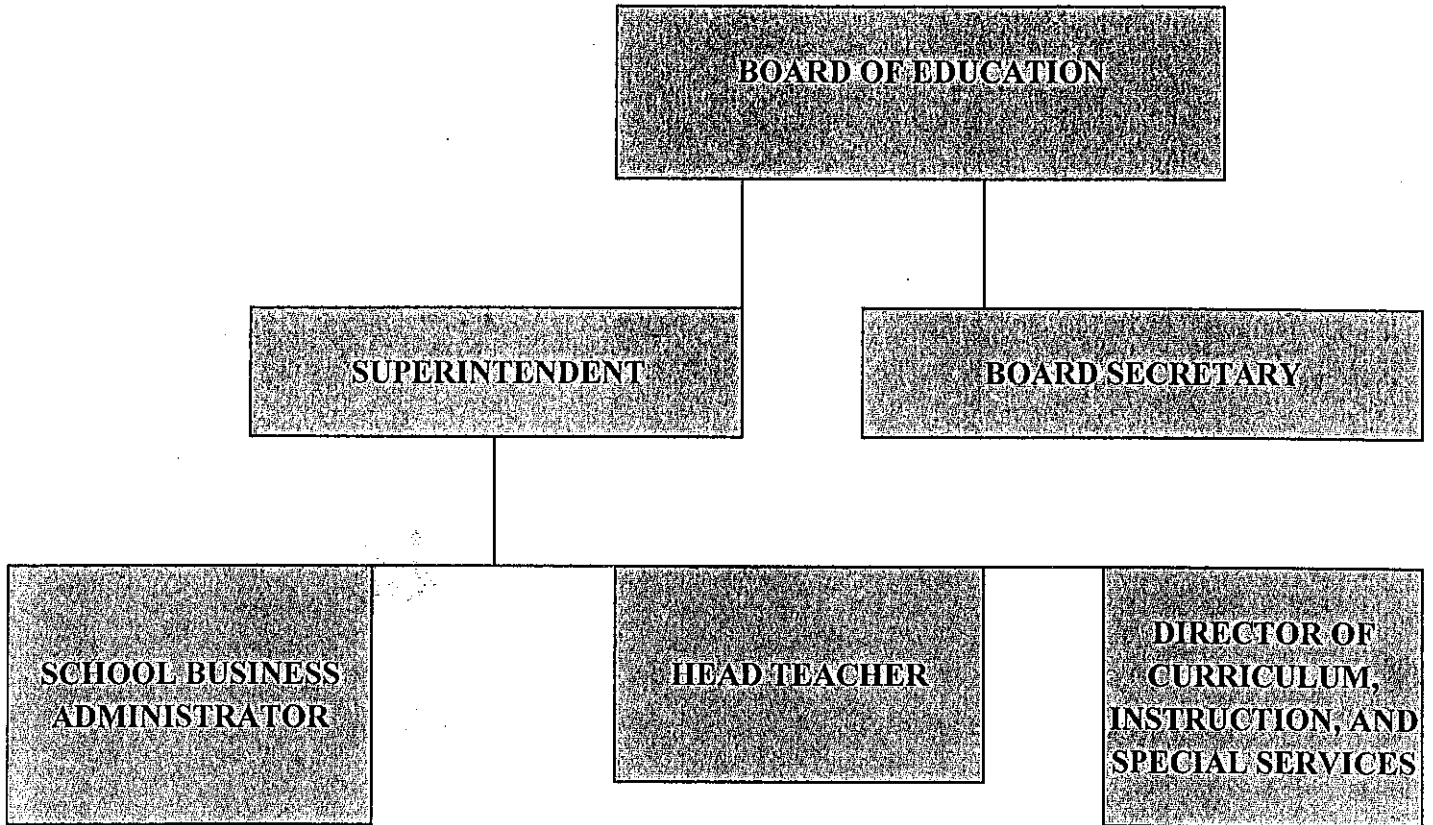 BOARD OF EDUCATION
SUPERINTENDENT
BOARD SECRETARY
SCHOOL BUSINESS
ADMINISTRATOR
HEAD TEACHER
DIRECTOR OF
CURRICULUM,
INSTRUCTION, AND
SPECIAL SERVICES